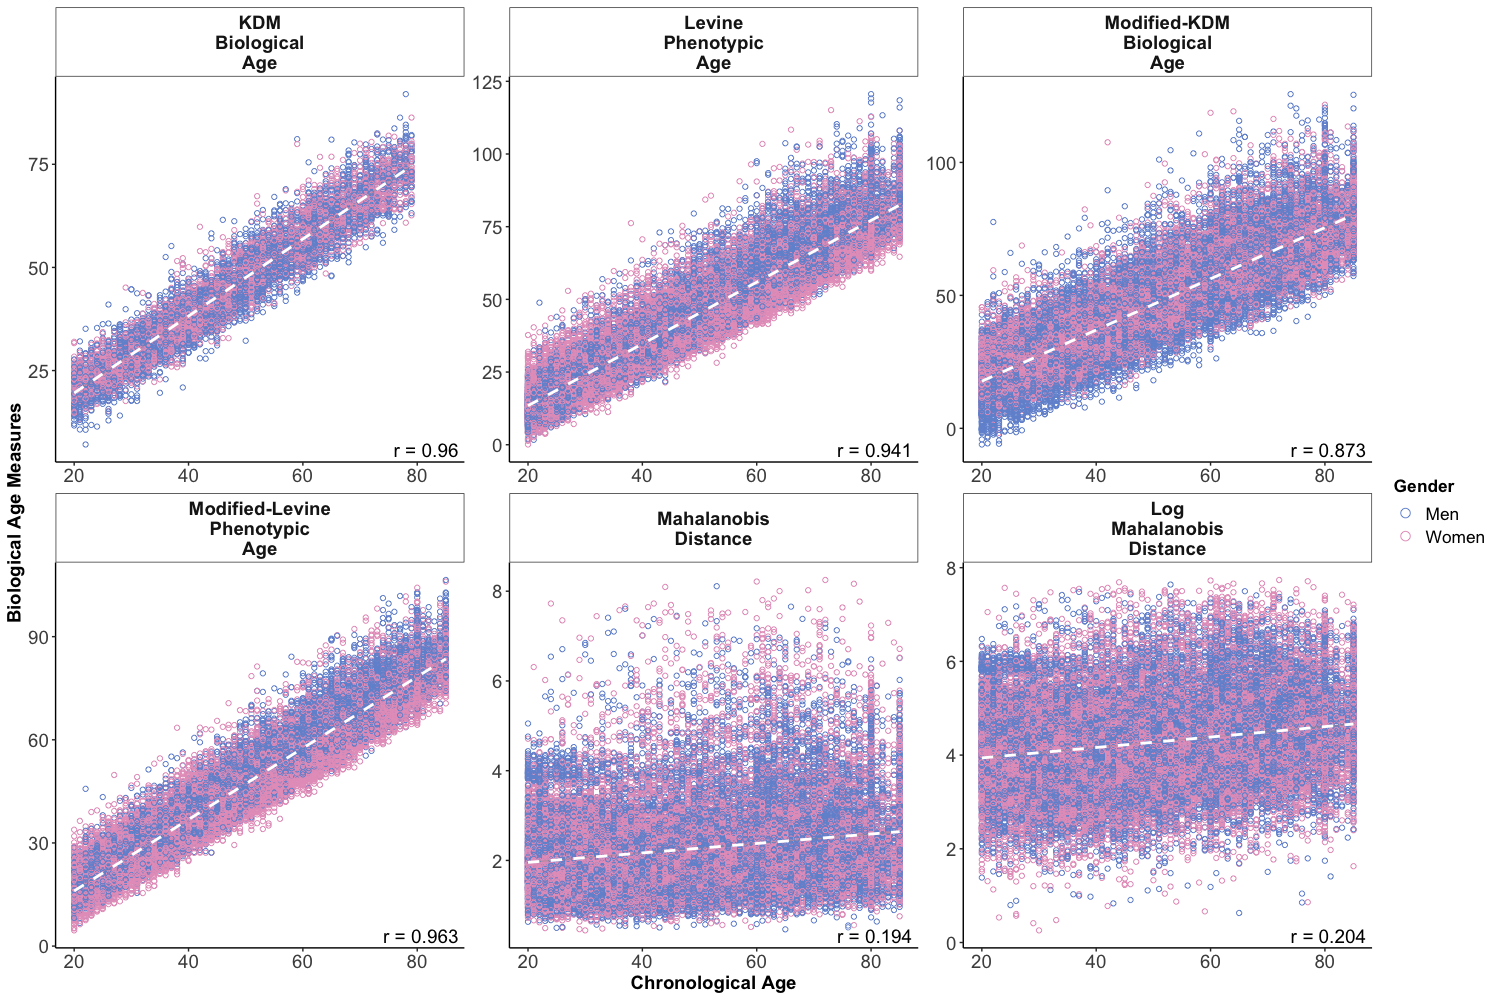 KDM
Biological
Age
Levine
Phenotypic
Age
Modified-KDM
Biological
Age
75
50
25
20
40
60
80
r = 0.96
125
100
75
50
25
0
20
40
60
80
r = 0.941
100
50
0
20
40
60
80
r = 0.873
Modified-Levine
Phenotypic
Age
Mahalanobis
Distance
Log
Mahalanobis
Distance
90
60
30
0
20
40
60
80
r = 0.963
8
6
4
2
20
40
60
80
r = 0.194
8
6
4
2
0
20
40
60
80
r = 0.204
Biological Age Measures
Chronological Age
Gender
Men
Women